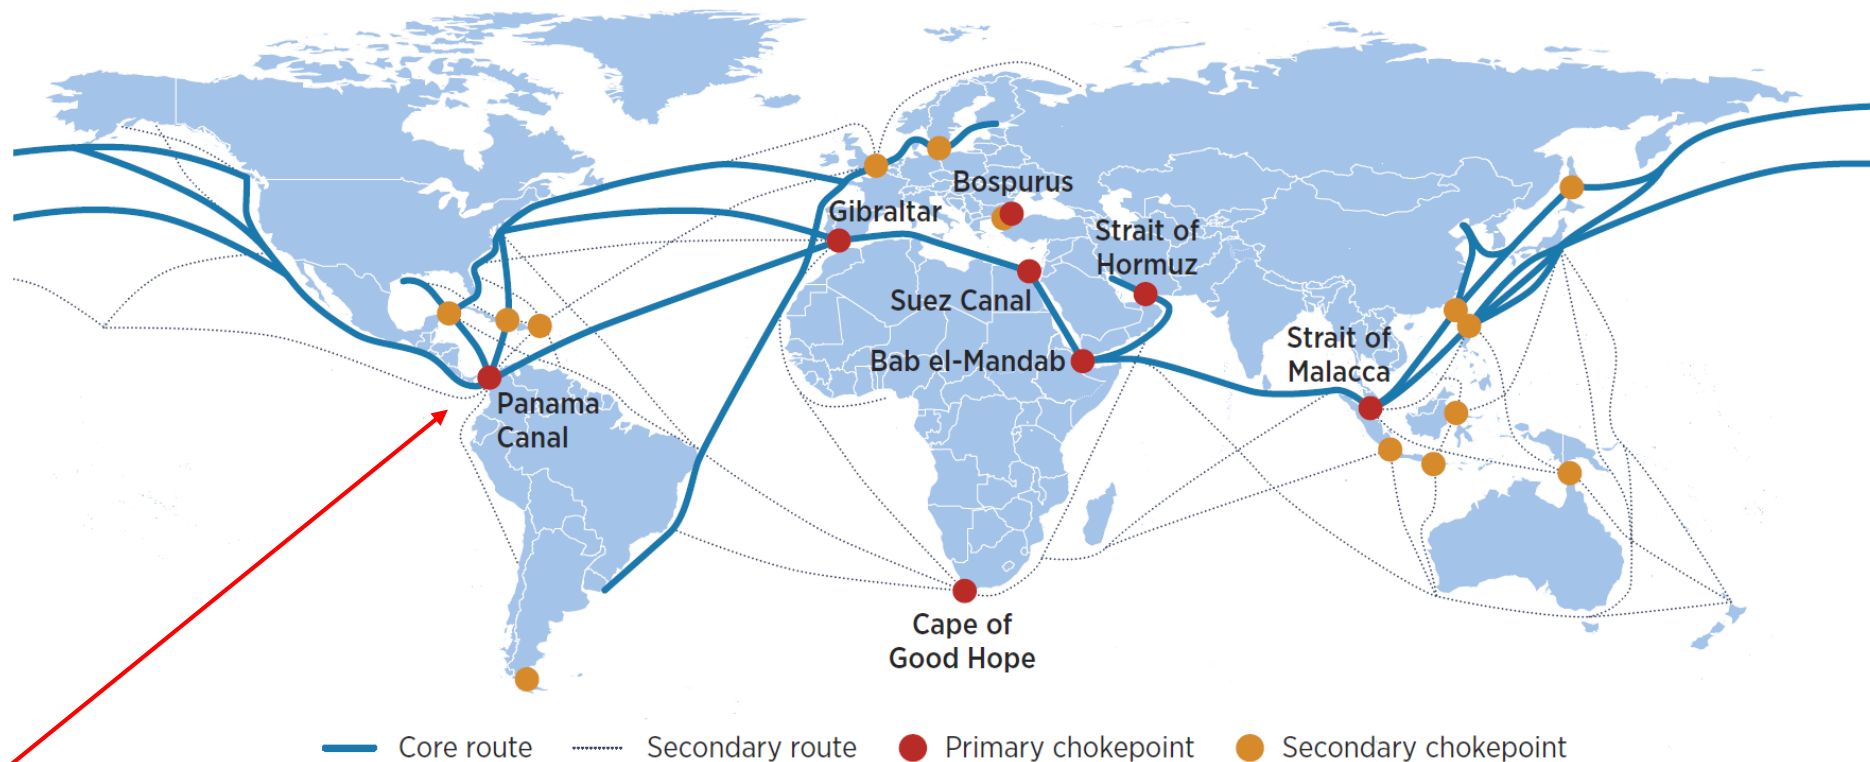 Bospurus
Gibraltar
Strait of
Hormuz
Suez Canal
Bab el-Mandab
Strait of
Malacca
Panama
Canal
Cape of
Good Hope
Core route
Secondary route
Primary chokepoint
Secondary chokepoint